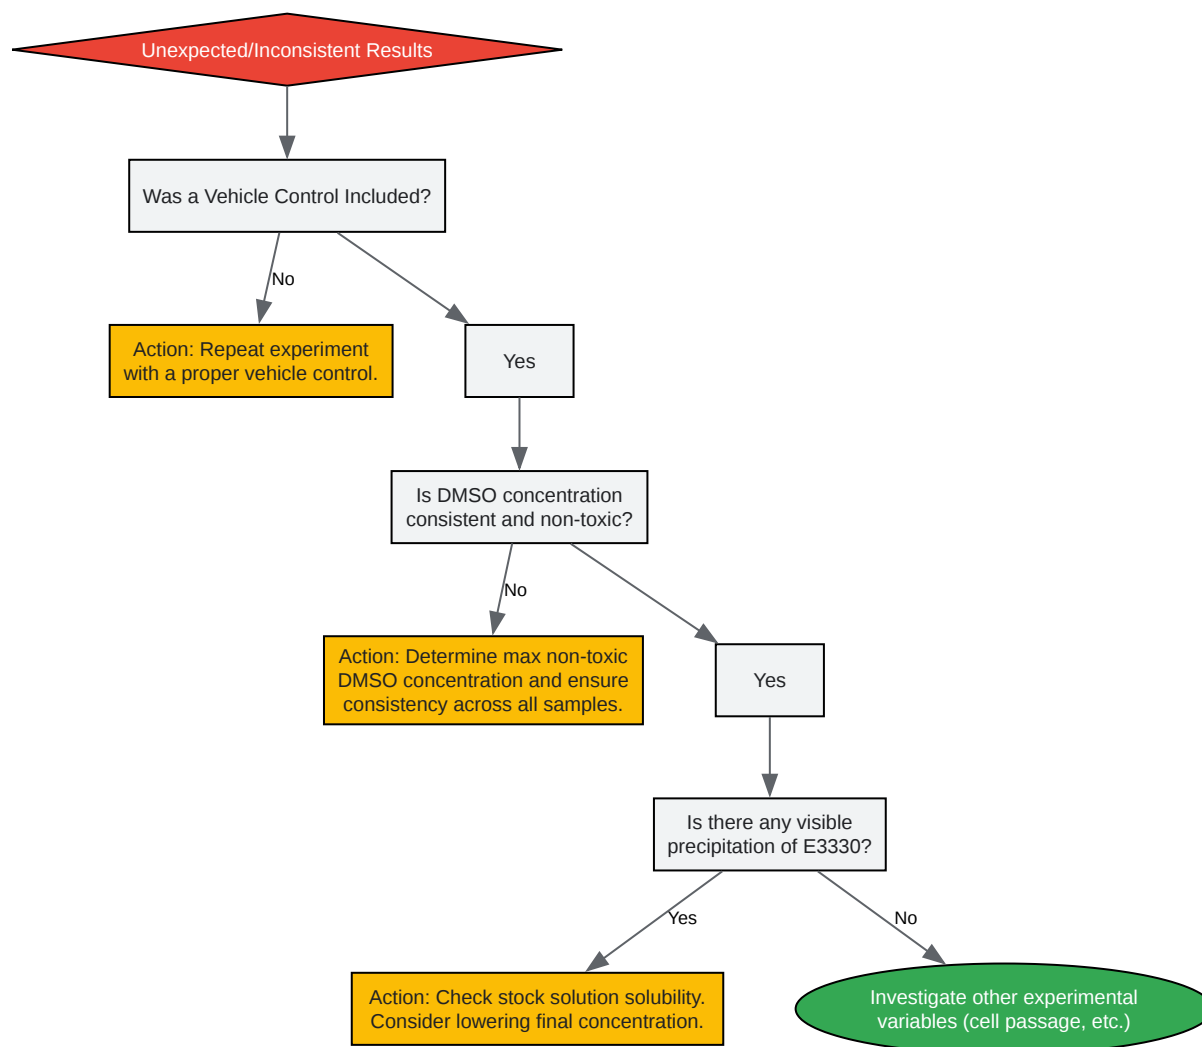 Unexpected/Inconsistent Results
Was a Vehicle Control Included?
No
Action: Repeat experiment
with a proper vehicle control.
Yes
Is DMSO concentration
consistent and non-toxic?
No
Action: Determine max non-toxic
DMSO concentration and ensure
consistency across all samples.
Yes
Is there any visible
precipitation of E3330?
Yes
No
Action: Check stock solution solubility.
Consider lowering final concentration.
Investigate other experimental
variables (cell passage, etc.)